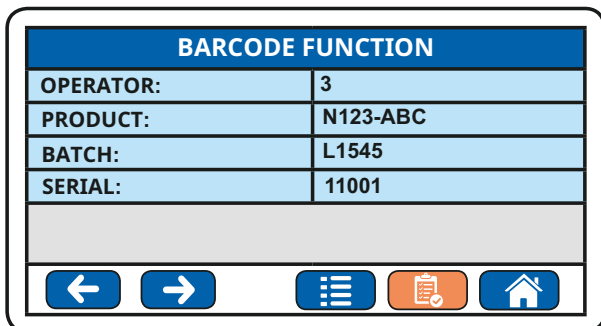 BARCODE FUNCTION
OPERATOR: 3
PRODUCT: N123-ABC
BATCH: L1545
SERIAL: 11001